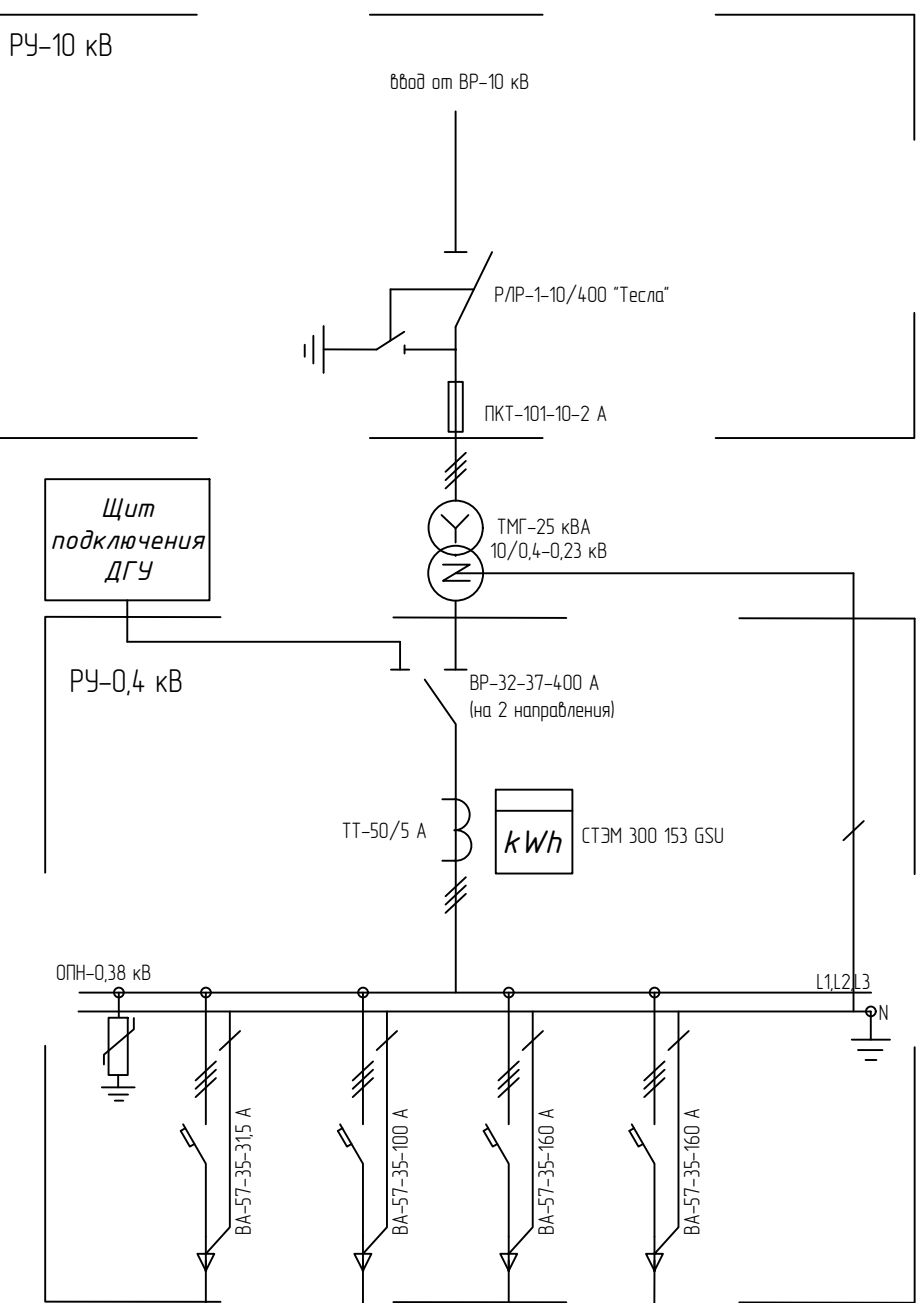 РУ-10 кВ
ввод от ВР-10 кВ
РЛР-1-10/400 "Тесла"
ПКТ-101-10-2 А
Щит
подключения
ДГУ
ТМГ-25 кВА
10/0,4-0,23 кВ
РУ-0,4 кВ
ВР-32-37-400 А
(на 2 направления)
ТТ-50/5 А
kWh
СТЭМ 300 153 GSU
ОПН-0,38 кВ
L1,L2,L3
N
ВА-57-35-31,5 А
ВА-57-35-100 А
ВА-57-35-160 А
ВА-57-35-160 А